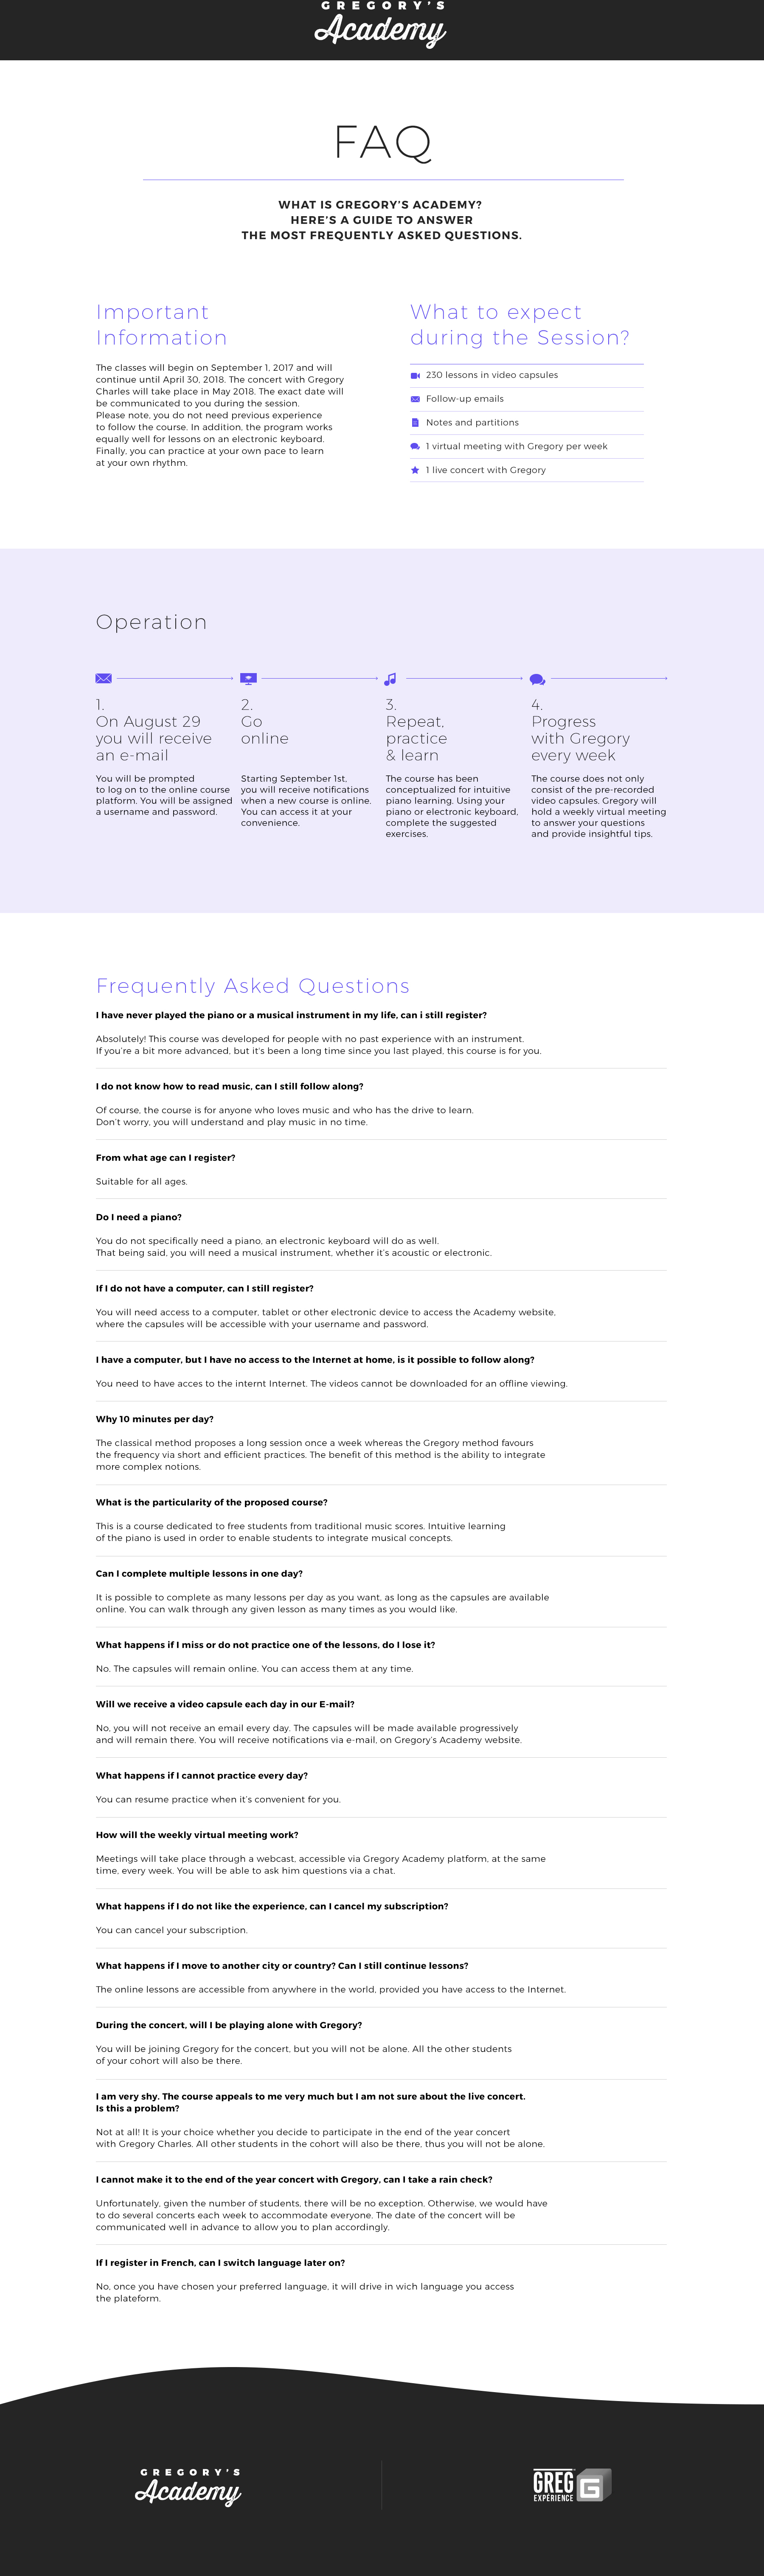 GREGORY'S
Academy
FAQ
WHAT IS GREGORY'S ACADEMY?
HERE'S A GUIDE TO ANSWER
THE MOST FREQUENTLY ASKED QUESTIONS.
Important
Information
The classes will begin on September 1, 2017 and will
continue until April 30, 2018. The concert with Gregory
Charles will take place in May 2018. The exact date will
be communicated to you during the session.
Please note, you do not need previous experience
to follow the course. In addition, the program works
equally well for lessons on an electronic keyboard.
Finally, you can practice at your own pace to learn
at your own rhythm.
What to expect
during the Session?
230 lessons in video capsules
Follow-up emails
Notes and partitions
1 virtual meeting with Gregory per week
1 live concert with Gregory
Operation
1.
On August 29
you will receive
an e-mail
You will be prompted
to log on to the online course
platform. You will be assigned
a username and password.
2.
Go
online
Starting September 1st,
you will receive notifications
when a new course is online.
You can access it at your
convenience.
3.
Repeat,
practice
& learn
The course has been
conceptualized for intuitive
piano learning. Using your
piano or electronic keyboard,
complete the suggested
exercises.
4.
Progress
with Gregory
every week
The course does not only
consist of the pre-recorded
video capsules. Gregory will
hold a weekly virtual meeting
to answer your questions
and provide insightful tips.
Frequently Asked Questions
I have never played the piano or a musical instrument in my life, can i still register?
Absolutely! This course was developed for people with no past experience with an instrument.
If you're a bit more advanced, but it's been a long time since you last played, this course is for you.
I do not know how to read music, can I still follow along?
Of course, the course is for anyone who loves music and who has the drive to learn.
Don't worry, you will understand and play music in no time.
From what age can I register?
Suitable for all ages.
Do I need a piano?
You do not specifically need a piano, an electronic keyboard will do as well.
That being said, you will need a musical instrument, whether it's acoustic or electronic.
If I do not have a computer, can I still register?
You will need access to a computer, tablet or other electronic device to access the Academy website,
where the capsules will be accessible with your username and password.
I have a computer, but I have no access to the Internet at home, is it possible to follow along?
You need to have acces to the internt Internet. The videos cannot be downloaded for an offline viewing.
Why 10 minutes per day?
The classical method proposes a long session once a week whereas the Gregory method favours
the frequency via short and efficient practices. The benefit of this method is the ability to integrate
more complex notions.
What is the particularity of the proposed course?
This is a course dedicated to free students from traditional music scores. Intuitive learning
of the piano is used in order to enable students to integrate musical concepts.
Can I complete multiple lessons in one day?
It is possible to complete as many lessons per day as you want, as long as the capsules are available
online. You can walk through any given lesson as many times as you would like.
What happens if I miss or do not practice one of the lessons, do I lose it?
No. The capsules will remain online. You can access them at any time.
Will we receive a video capsule each day in our E-mail?
No, you will not receive an email every day. The capsules will be made available progressively
and will remain there. You will receive notifications via e-mail, on Gregory's Academy website.
What happens if I cannot practice every day?
You can resume practice when it's convenient for you.
How will the weekly virtual meeting work?
Meetings will take place through a webcast, accessible via Gregory Academy platform, at the same
time, every week. You will be able to ask him questions via a chat.
What happens if I do not like the experience, can I cancel my subscription?
You can cancel your subscription.
What happens if I move to another city or country? Can I still continue lessons?
The online lessons are accessible from anywhere in the world, provided you have access to the Internet.
During the concert, will I be playing alone with Gregory?
You will be joining Gregory for the concert, but you will not be alone. All the other students
of your cohort will also be there.
I am very shy. The course appeals to me very much but I am not sure about the live concert.
Is this a problem?
Not at all! It is your choice whether you decide to participate in the end of the year concert
with Gregory Charles. All other students in the cohort will also be there, thus you will not be alone.
I cannot make it to the end of the year concert with Gregory, can I take a rain check?
Unfortunately, given the number of students, there will be no exception. Otherwise, we would have
to do several concerts each week to accommodate everyone. The date of the concert will be
communicated well in advance to allow you to plan accordingly.
If I register in French, can I switch language later on?
No, once you have chosen your preferred language, it will drive in wich language you access
the plateform.
GREGORY'S
Academy
GREG
EXPÉRIENCE
G